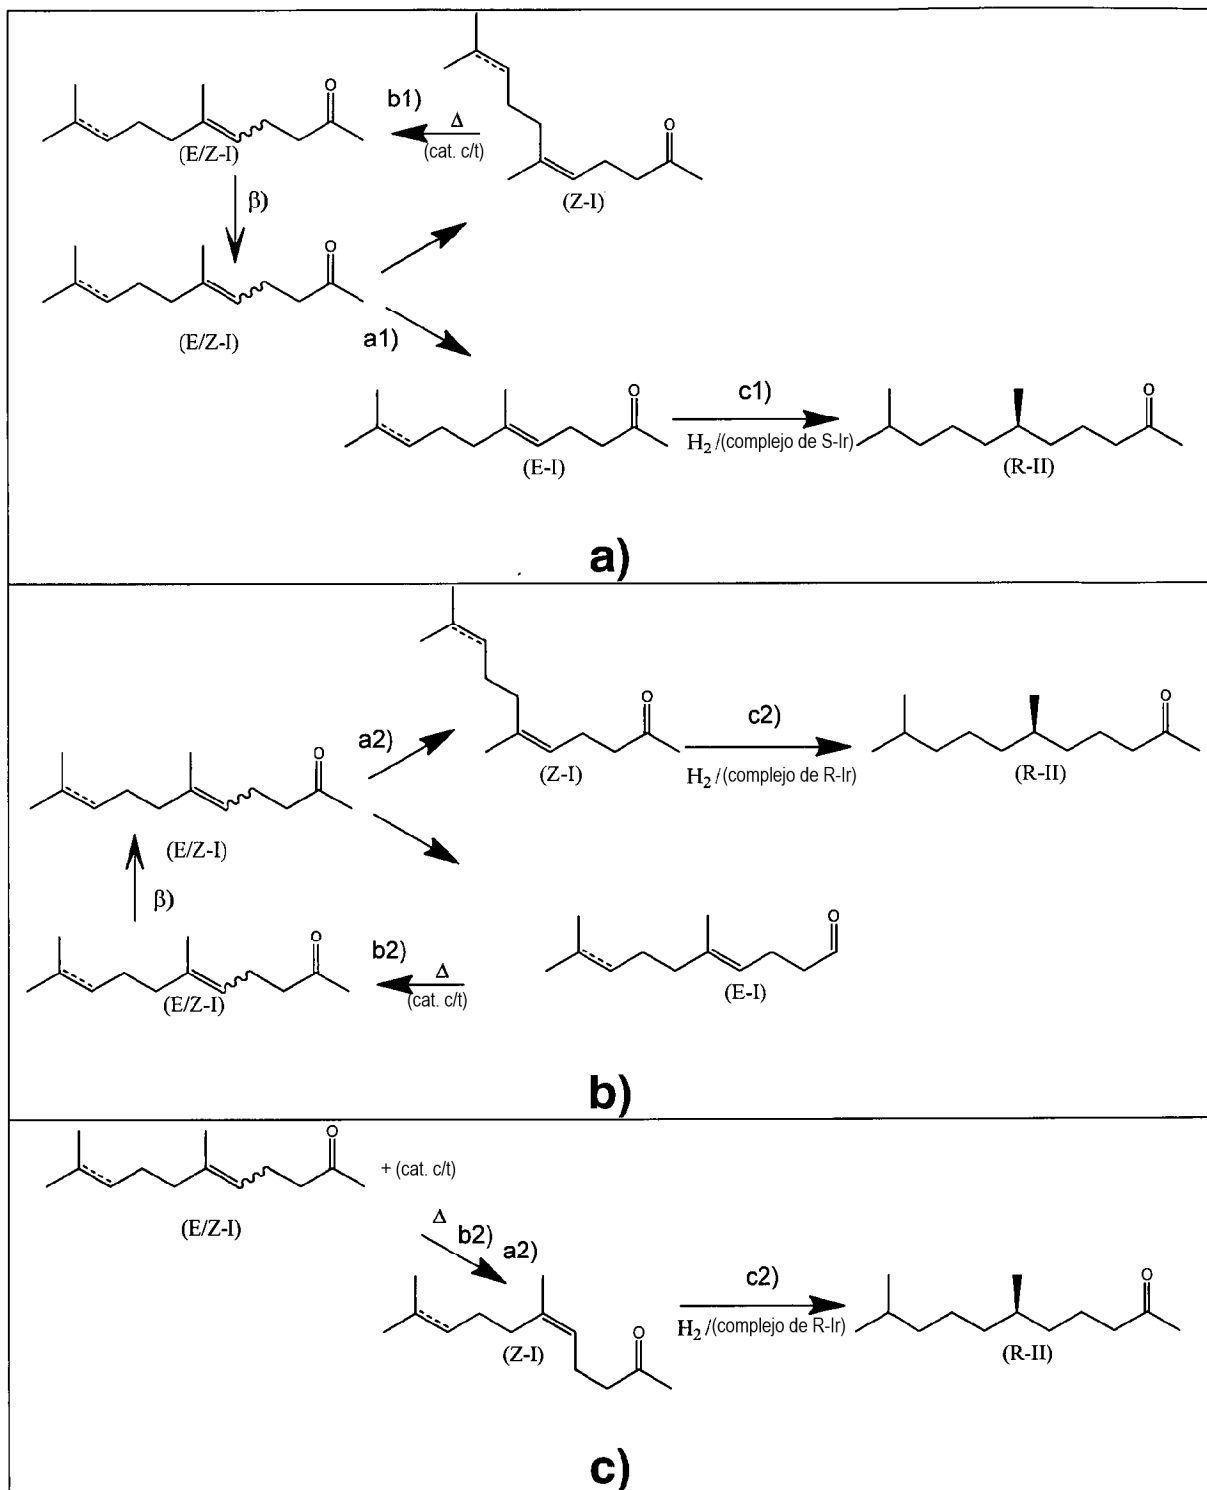 O
b1)
Δ
(cat. c/t)
(E/Z-I)
O
(Z-I)
β)
O
(E/Z-I)
a1)
O
(E-I)
c1)
H2 /(complejo de S-Ir)
O
(R-II)
a)
O
(Z-I)
a2)
c2)
H2 /(complejo de R-Ir)
O
(R-II)
O
(E/Z-I)
β)
O
(E/Z-I)
b2)
Δ
(cat. c/t)
O
(E-I)
b)
O
+ (cat. c/t)
(E/Z-I)
Δ
b2)
a2)
O
(Z-I)
c2)
H2 /(complejo de R-Ir)
O
(R-II)
c)